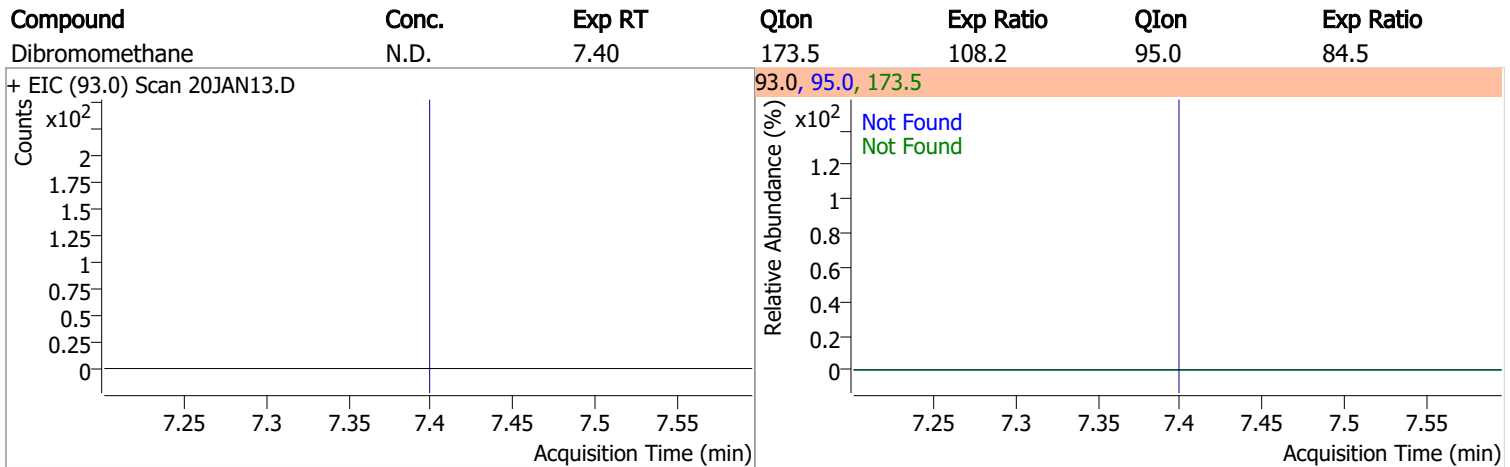 Compound Conc. Exp RT QIon Exp Ratio QIon Exp Ratio
Dibromomethane N.D. 7.40 173.5 108.2 95.0 84.5
+ EIC (93.0) Scan 20JAN13.D
Counts
x10²
2
1.75
1.5
1.25
1
0.75
0.5
0.25
0
7.25 7.3 7.35 7.4 7.45 7.5 7.55
Acquisition Time (min)
93.0, 95.0, 173.5
Relative Abundance (%)
x10²
Not Found
Not Found
1.2
1
0.8
0.6
0.4
0.2
0
7.25 7.3 7.35 7.4 7.45 7.5 7.55
Acquisition Time (min)